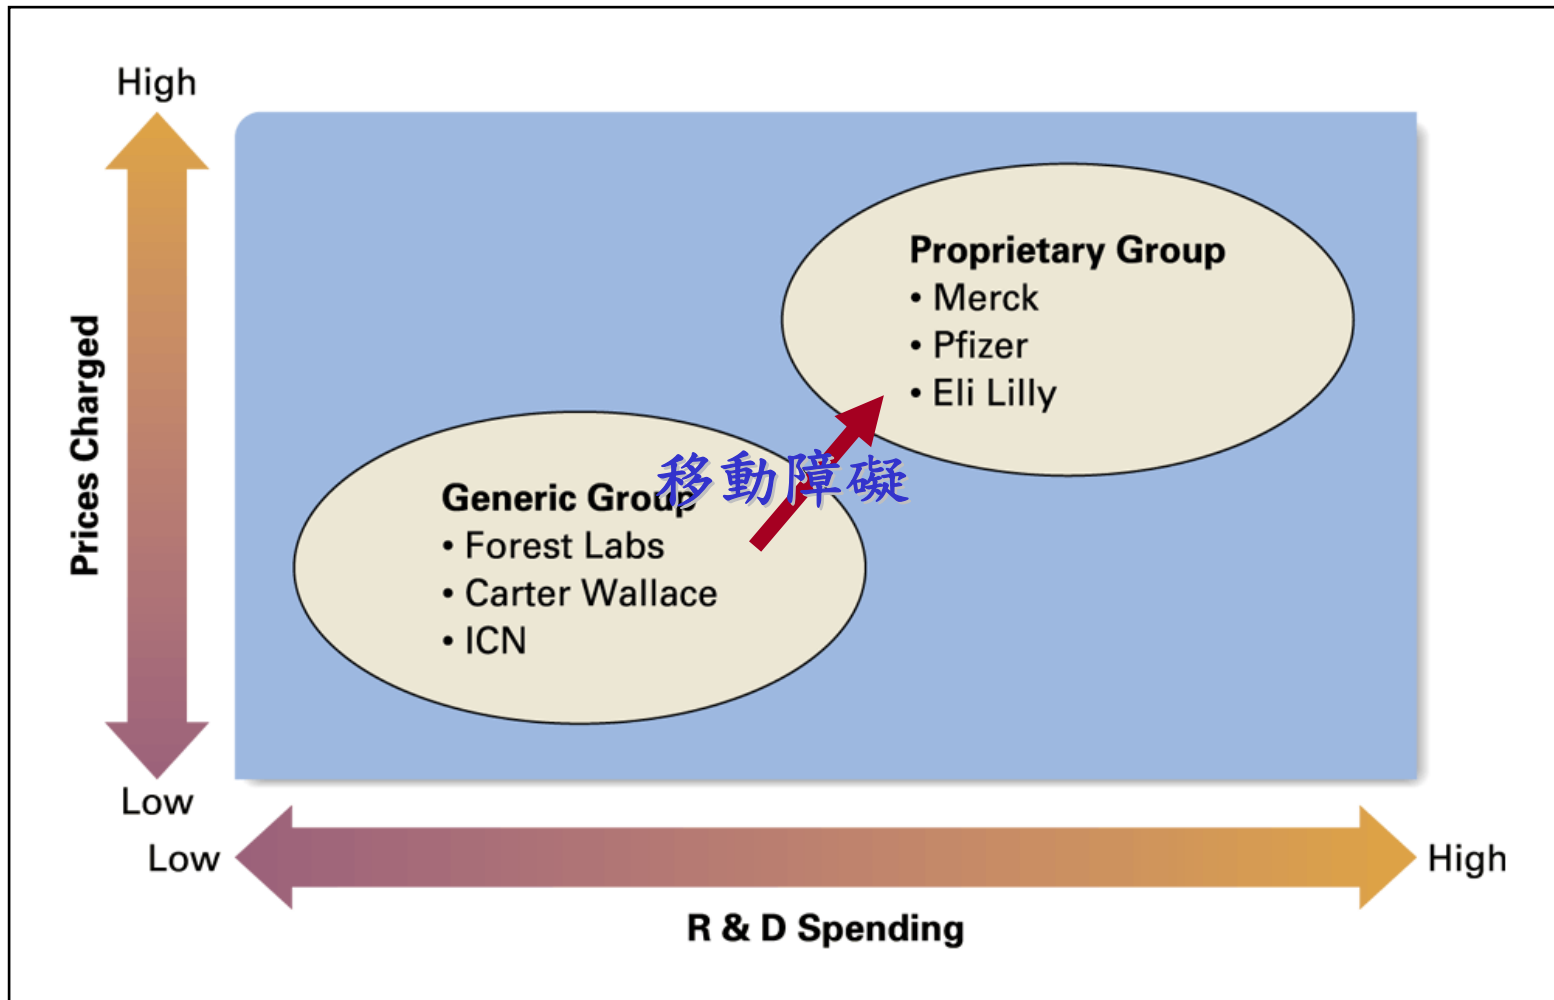 High
Prices Charged
Low
Proprietary Group
• Merck
• Pfizer
• Eli Lilly
移動障礙
Generic Group
• Forest Labs
• Carter Wallace
• ICN
Low
High
R & D Spending